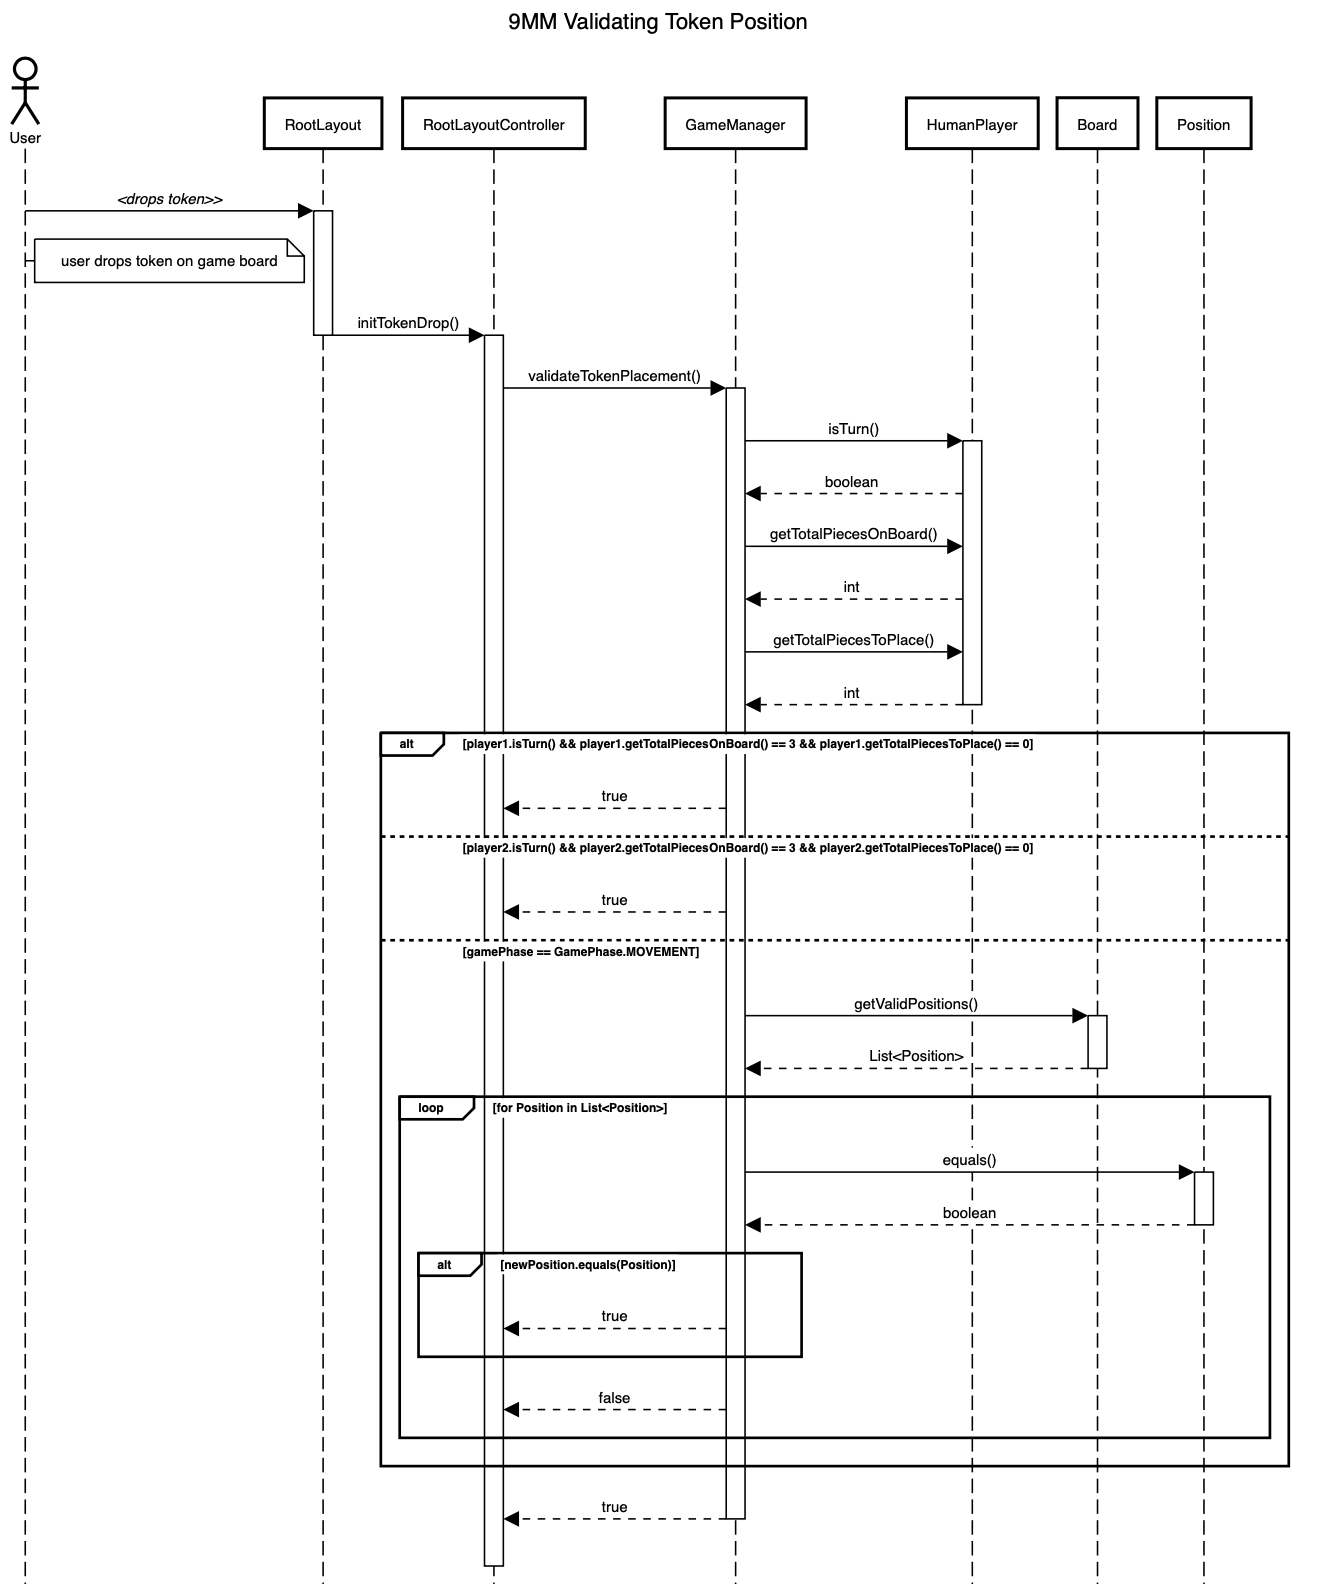 9MM Validating Token Position
User
RootLayout
RootLayoutController
GameManager
HumanPlayer
Board
Position
<drops token>>
user drops token on game board
initTokenDrop()
validateTokenPlacement()
isTurn()
boolean
getTotalPiecesOnBoard()
int
getTotalPiecesToPlace()
int
alt
[player1.isTurn() && player1.getTotalPiecesOnBoard() == 3 && player1.getTotalPiecesToPlace() == 0]
true
[player2.isTurn() && player2.getTotalPiecesOnBoard() == 3 && player2.getTotalPiecesToPlace() == 0]
true
[gamePhase == GamePhase.MOVEMENT]
getValidPositions()
List<Position>
loop
[for Position in List<Position>]
equals()
boolean
alt
[newPosition.equals(Position)]
true
false
true